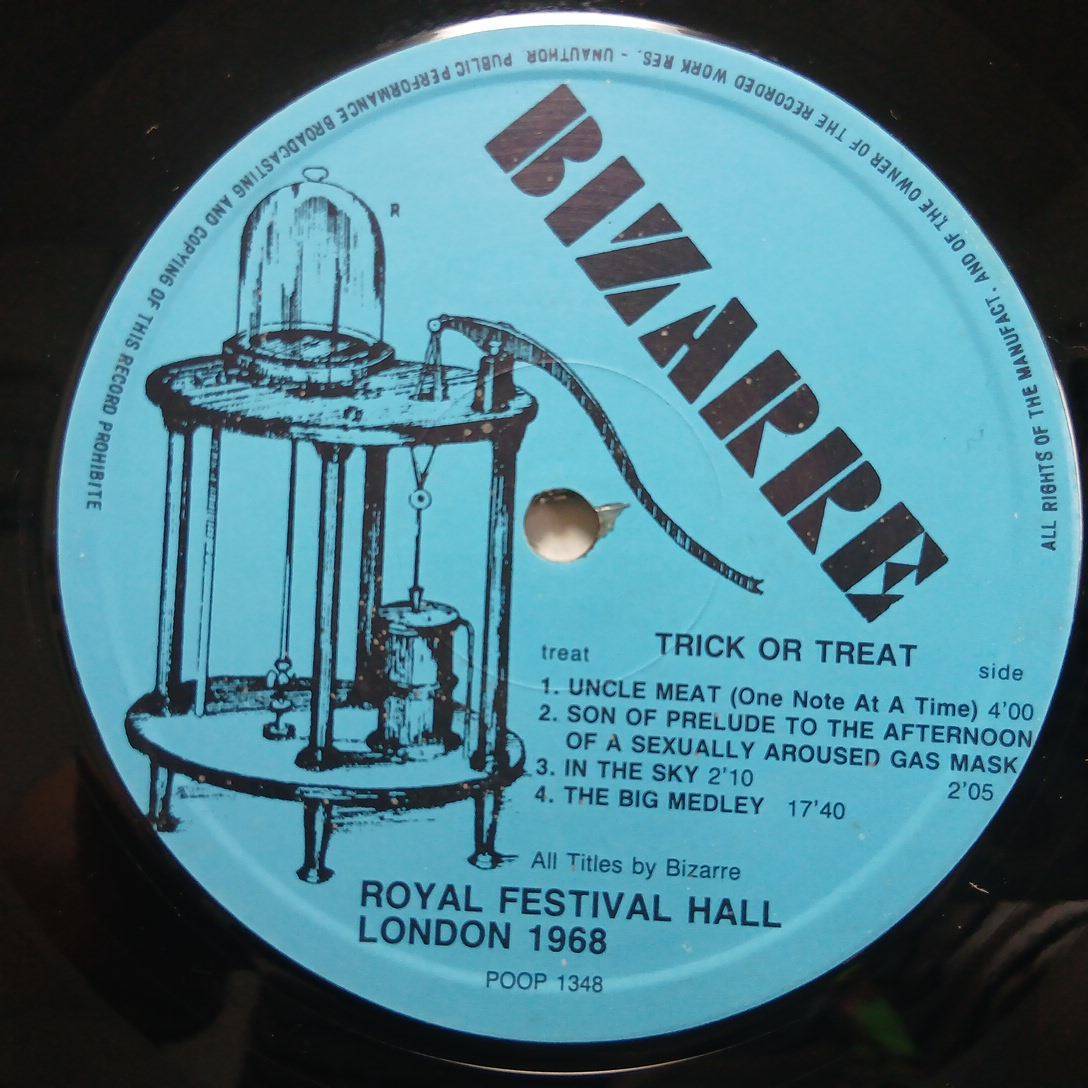 ALL RIGHTS OF THE MANUFACT. AND OF THE OWNER OF THE RECORDED WORK RES. - UNAUTHOR. PUBLIC PERFORMANCE BROADCASTING AND COPYING OF THIS RECORD PROHIBITE
BIZARRE
R
TRICK OR TREAT
treat side
1. UNCLE MEAT (One Note At A Time) 4'00
2. SON OF PRELUDE TO THE AFTERNOON
OF A SEXUALLY AROUSED GAS MASK
2'05
3. IN THE SKY 2'10
4. THE BIG MEDLEY 17'40
All Titles by Bizarre
ROYAL FESTIVAL HALL
LONDON 1968
POOP 1348